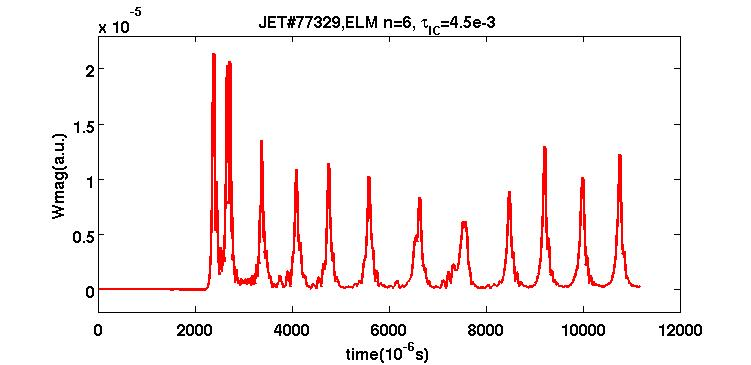 JET#77329,ELM n=6, τIC=4.5e-3
x 10-5
2
1.5
1
0.5
0
Wmag(a.u.)
0 2000 4000 6000 8000 10000 12000
time(10-6s)